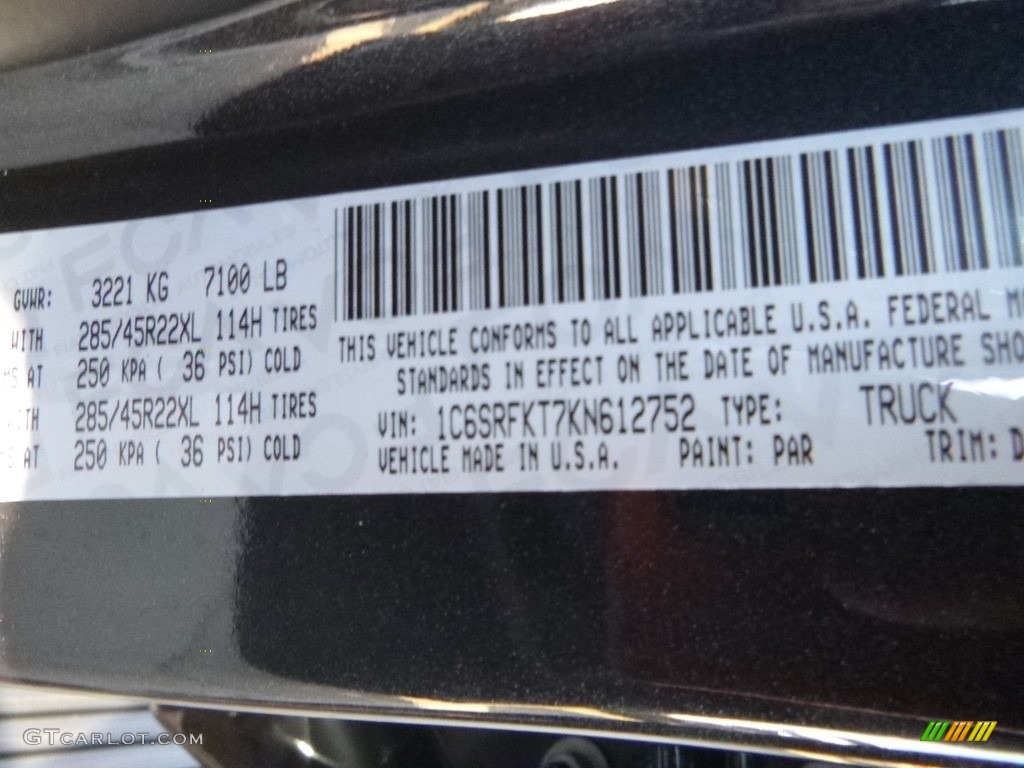 GVWR: 3221 KG 7100 LB
WITH 285/45R22XL 114H TIRES
AT 250 KPA ( 36 PSI) COLD
285/45R22XL 114H TIRES
AT 250 KPA ( 36 PSI) COLD
THIS VEHICLE CONFORMS TO ALL APPLICABLE U.S.A. FEDERAL M
STANDARDS IN EFFECT ON THE DATE OF MANUFACTURE SHO
VIN: 1C6SRFKT7KN612752 TYPE: TRUCK
VEHICLE MADE IN U.S.A. PAINT: PAR TRIM: D
GTCARLOT.COM